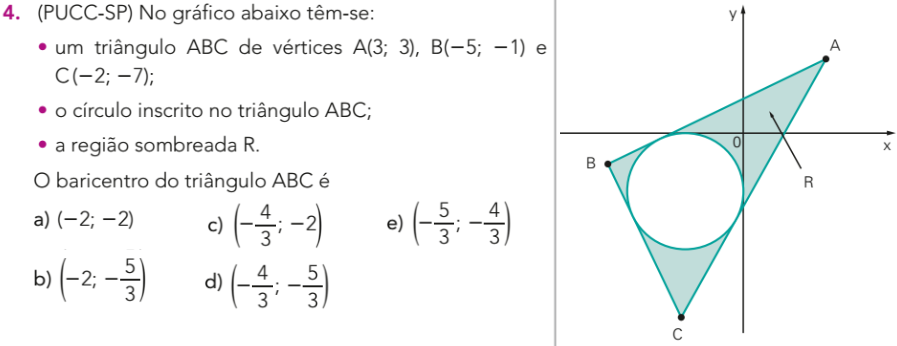 4. (PUCC-SP) No gráfico abaixo têm-se:
• um triângulo ABC de vértices A(3; 3), B(−5; −1) e
C(−2; −7);
• o círculo inscrito no triângulo ABC;
• a região sombreada R.
O baricentro do triângulo ABC é
a) (−2; −2)
b) (−2; −5/3)
c) (−4/3; −2)
d) (−4/3; −5/3)
e) (−5/3; −4/3)
y
A
0
x
B
R
C